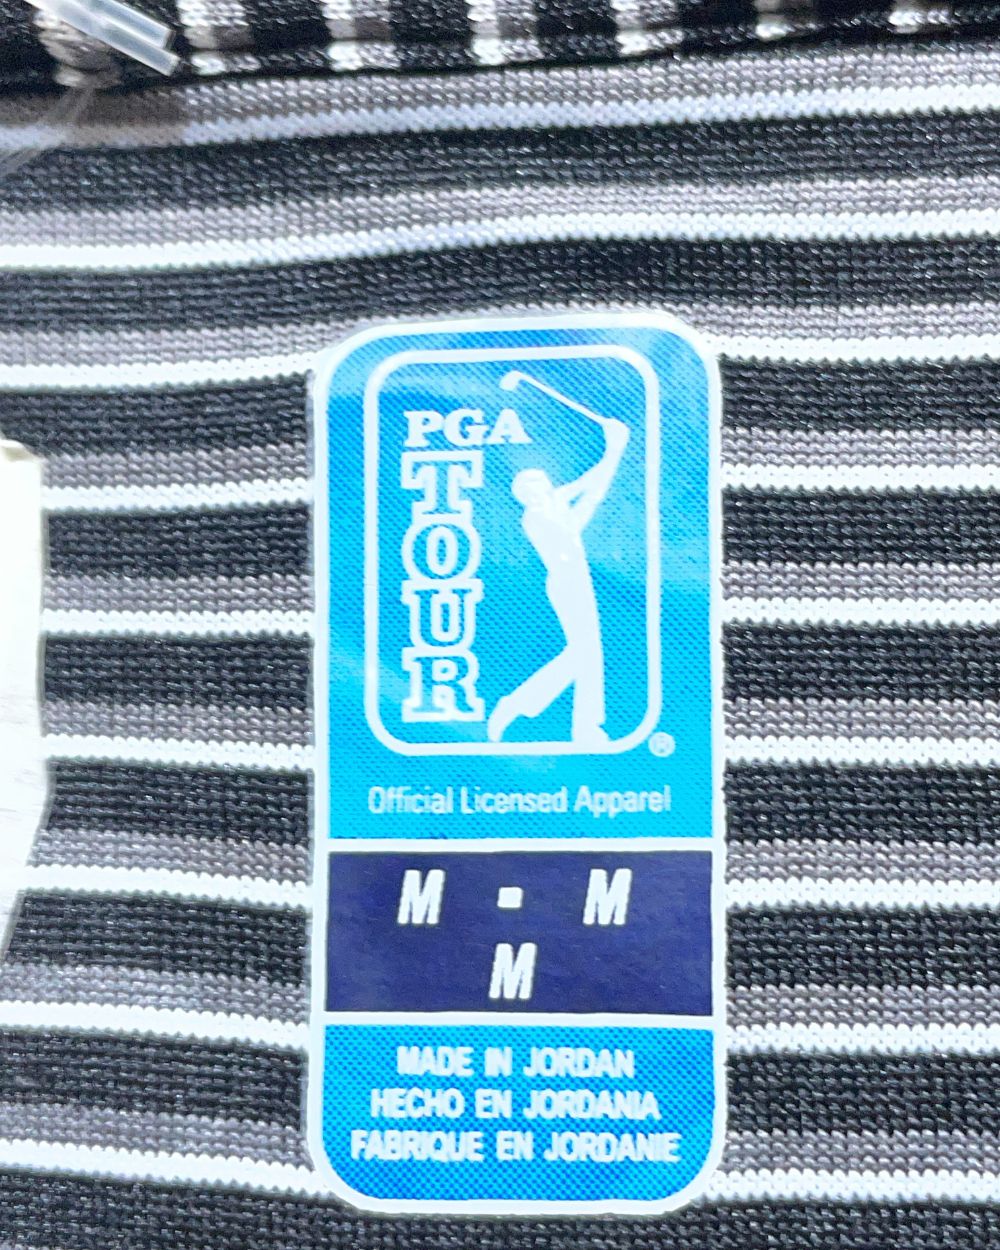 PGA
TOUR
®
Official Licensed Apparel
M - M
M
MADE IN JORDAN
HECHO EN JORDANIA
FABRIQUE EN JORDANIE